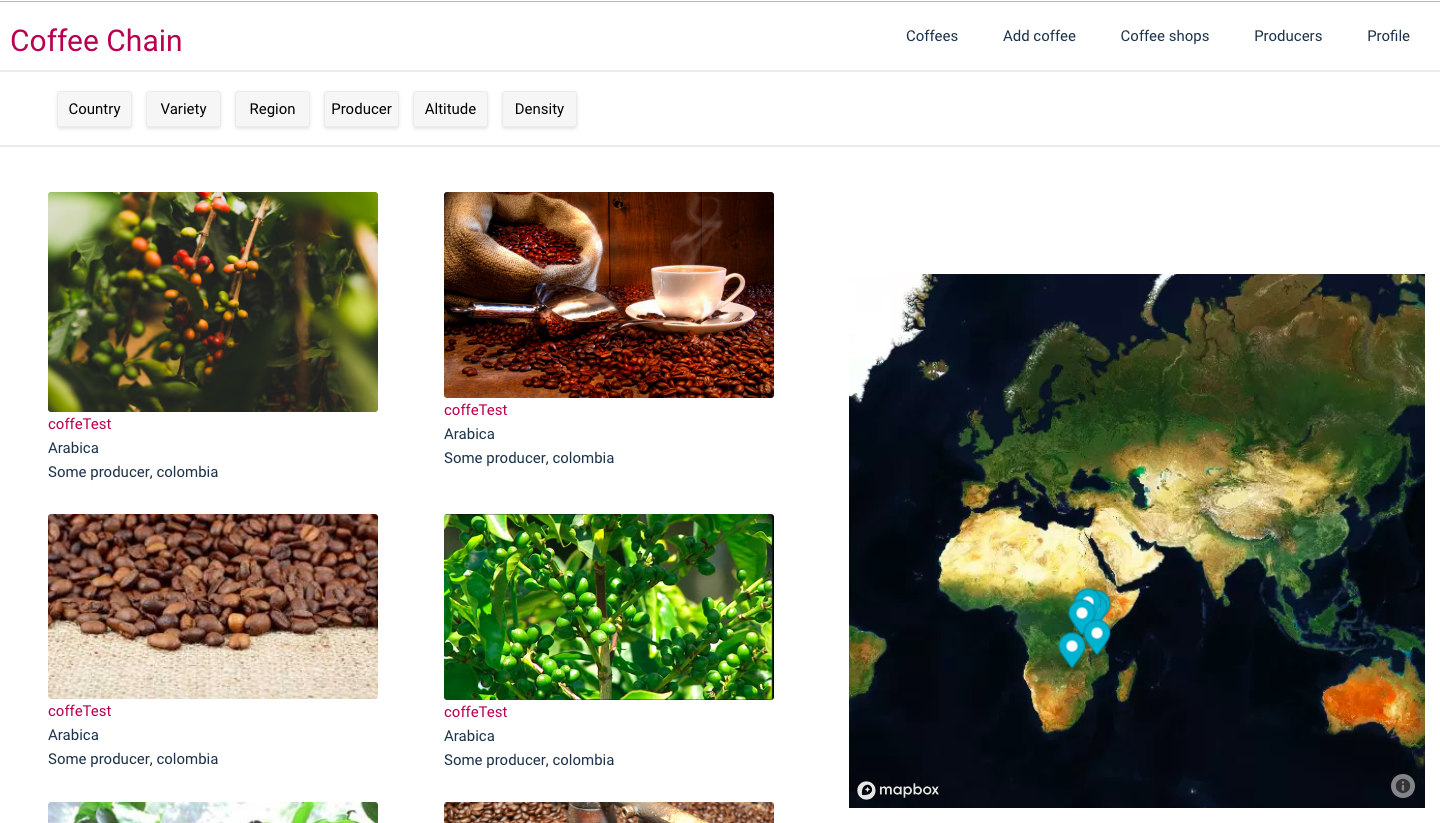 Coffee Chain
Coffees
Add coffee
Coffee shops
Producers
Profile
Country
Variety
Region
Producer
Altitude
Density
coffeTest
Arabica
Some producer, colombia
coffeTest
Arabica
Some producer, colombia
coffeTest
Arabica
Some producer, colombia
coffeTest
Arabica
Some producer, colombia
mapbox